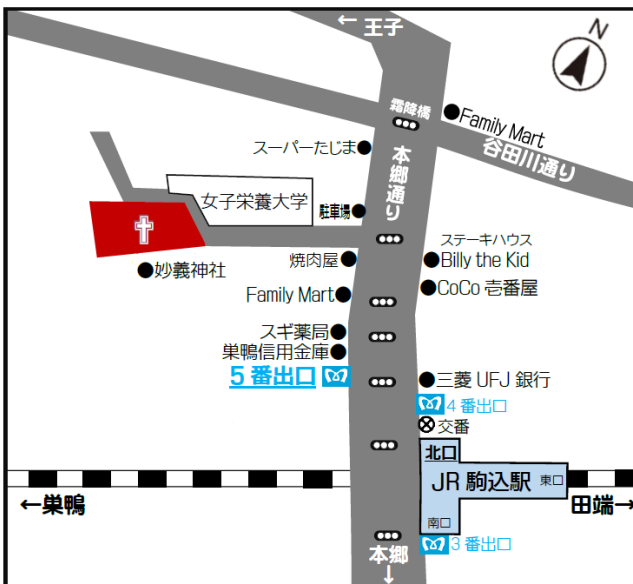 ← 王子
N
霜降橋
Family Mart
谷田川通り
スーパーたじま
本郷通り
女子栄養大学
駐車場
ステーキハウス
Billy the Kid
焼肉屋
妙義神社
CoCo 壱番屋
Family Mart
スギ薬局
巣鴨信用金庫
5 番出口
三菱 UFJ 銀行
4 番出口
交番
北口
JR 駒込駅
東口
←巣鴨
田端→
南口
3 番出口
本郷
↓